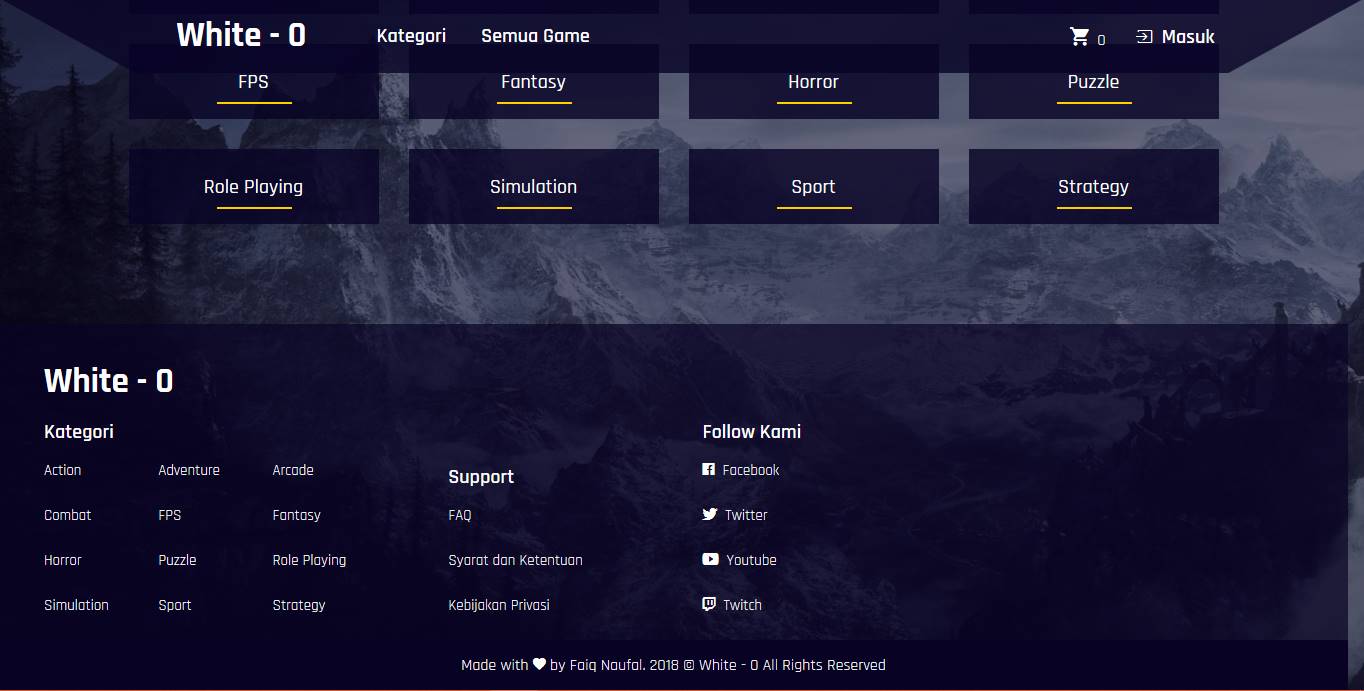 White - 0
Kategori
Semua Game
0
Masuk
FPS
Fantasy
Horror
Puzzle
Role Playing
Simulation
Sport
Strategy
White - 0
Kategori
Action
Adventure
Arcade
Combat
FPS
Fantasy
Horror
Puzzle
Role Playing
Simulation
Sport
Strategy
Support
FAQ
Syarat dan Ketentuan
Kebijakan Privasi
Follow Kami
Facebook
Twitter
Youtube
Twitch
Made with ♥ by Faiq Naufal. 2018 © White - 0 All Rights Reserved